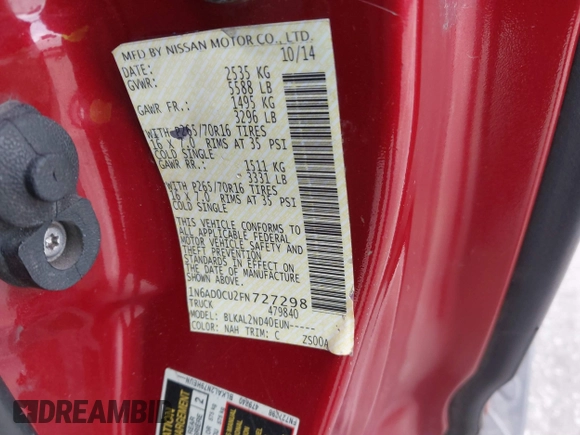 MFD BY NISSAN MOTOR CO., LTD.
DATE: 10/14
GVWR: 2535 KG
5588 LB
GAWR FR.: 1495 KG
3296 LB
WITH P265/70R16 TIRES
16 X 7.0 RIMS AT 35 PSI
COLD SINGLE
GAWR RR.: 1511 KG
3331 LB
WITH P265/70R16 TIRES
16 X 7.0 RIMS AT 35 PSI
COLD SINGLE
THIS VEHICLE CONFORMS TO
ALL APPLICABLE FEDERAL
MOTOR VEHICLE SAFETY AND
THEFT PREVENTION
STANDARDS IN EFFECT ON
THE DATE OF MANUFACTURE
SHOWN ABOVE.
1N6AD0CU2FN727298
TRUCK 479840
MODEL: BLKAL2ND40EUN-----
COLOR: NAH TRIM: C ZS00A
FN727298 479840
REAR 2
DREAMBID